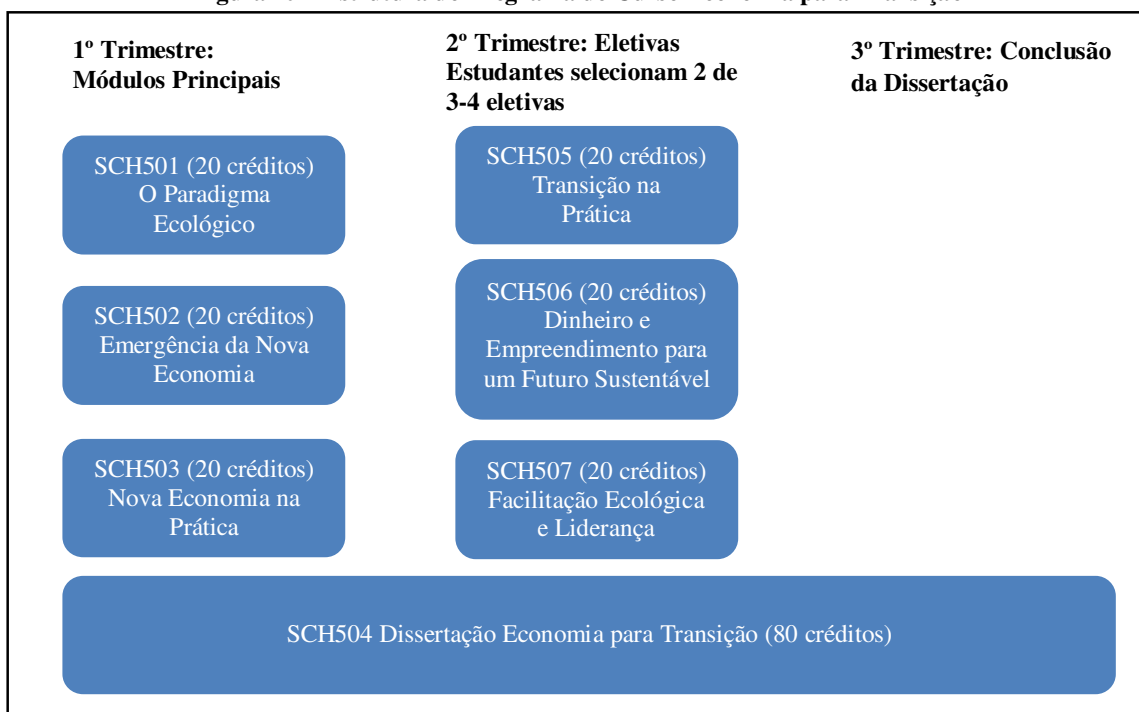 1º Trimestre:
Módulos Principais
SCH501 (20 créditos)
O Paradigma
Ecológico
SCH502 (20 créditos)
Emergência da Nova
Economia
SCH503 (20 créditos)
Nova Economia na
Prática
2º Trimestre: Eletivas
Estudantes selecionam 2 de
3-4 eletivas
SCH505 (20 créditos)
Transição na
Prática
SCH506 (20 créditos)
Dinheiro e
Empreendimento para
um Futuro Sustentável
SCH507 (20 créditos)
Facilitação Ecológica
e Liderança
3º Trimestre: Conclusão
da Dissertação
SCH504 Dissertação Economia para Transição (80 créditos)